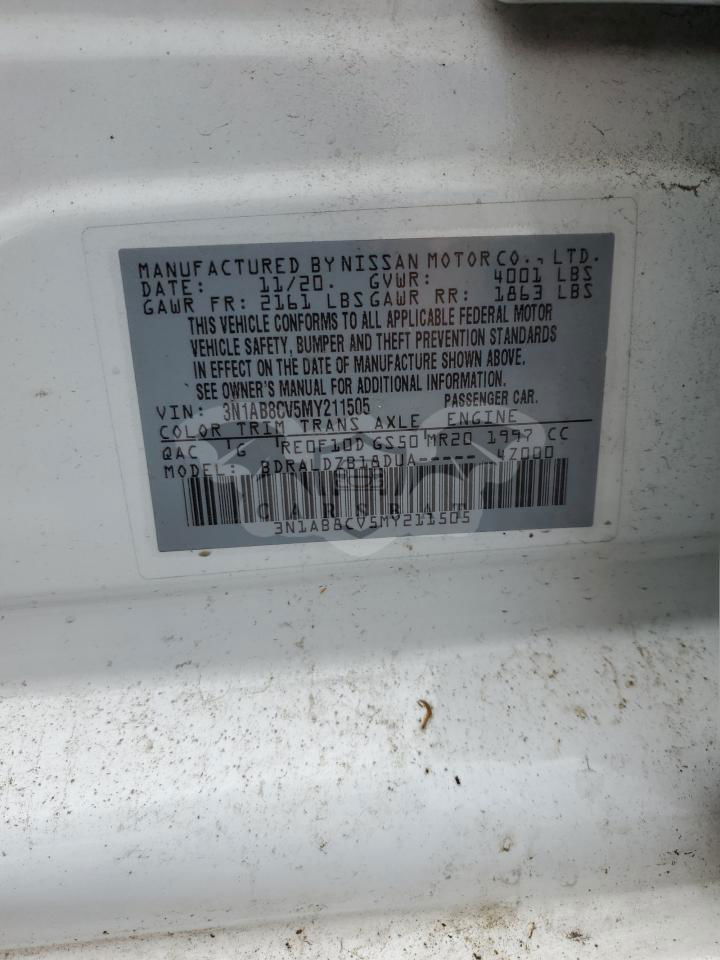 MANUFACTURED BY NISSAN MOTOR CO., LTD.
DATE: 11/20. GVWR: 4001 LBS
GAWR FR: 2161 LBS GAWR RR: 1863 LBS
THIS VEHICLE CONFORMS TO ALL APPLICABLE FEDERAL MOTOR
VEHICLE SAFETY, BUMPER AND THEFT PREVENTION STANDARDS
IN EFFECT ON THE DATE OF MANUFACTURE SHOWN ABOVE.
SEE OWNER'S MANUAL FOR ADDITIONAL INFORMATION.
VIN: 3N1AB8CV5MY211505 PASSENGER CAR.
COLOR TRIM TRANS AXLE ENGINE
QAC G RE0F10D GS50 MR20 1997 CC
MODEL: BDRALDZB18DUA----- 4Z000
CARSBAT
3N1AB8CV5MY211505